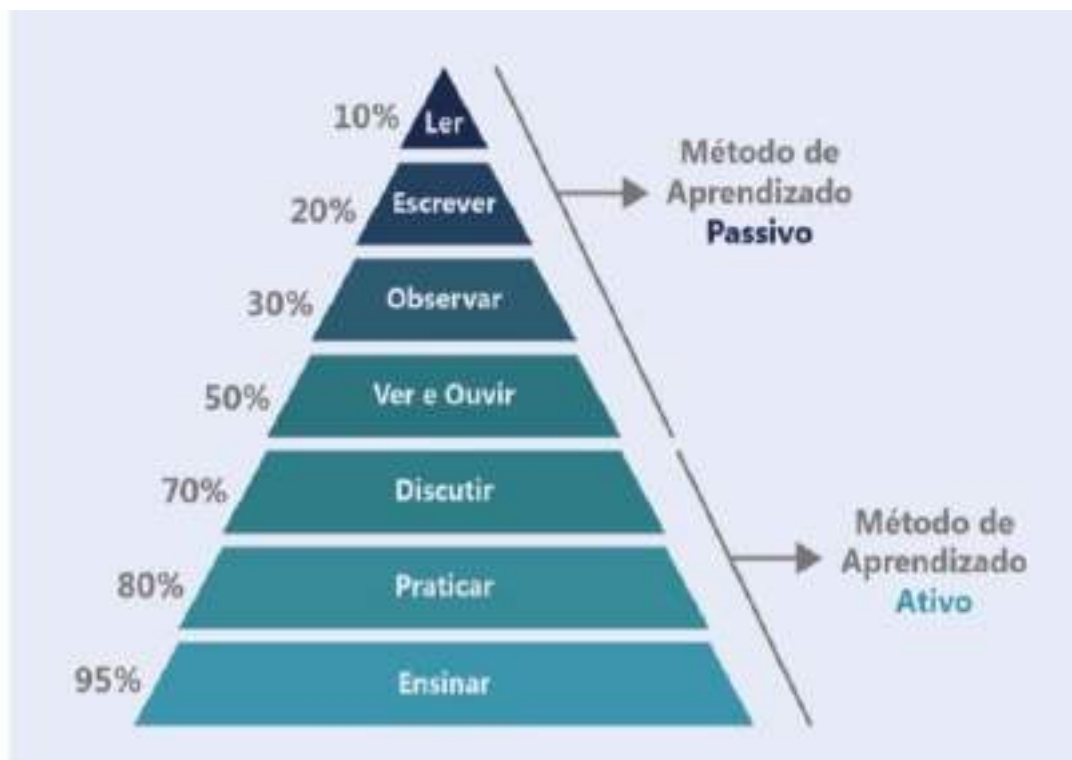 10%
Ler
20%
Escrever
30%
Observar
50%
Ver e Ouvir
70%
Discutir
80%
Praticar
95%
Ensinar
Método de
Aprendizado
Passivo
Método de
Aprendizado
Ativo